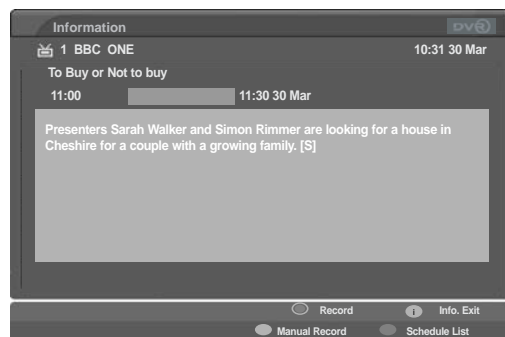 Information DVR
1 BBC ONE 10:31 30 Mar
To Buy or Not to buy
11:00 11:30 30 Mar
Presenters Sarah Walker and Simon Rimmer are looking for a house in
Cheshire for a couple with a growing family. [S]
Record i Info. Exit
Manual Record Schedule List